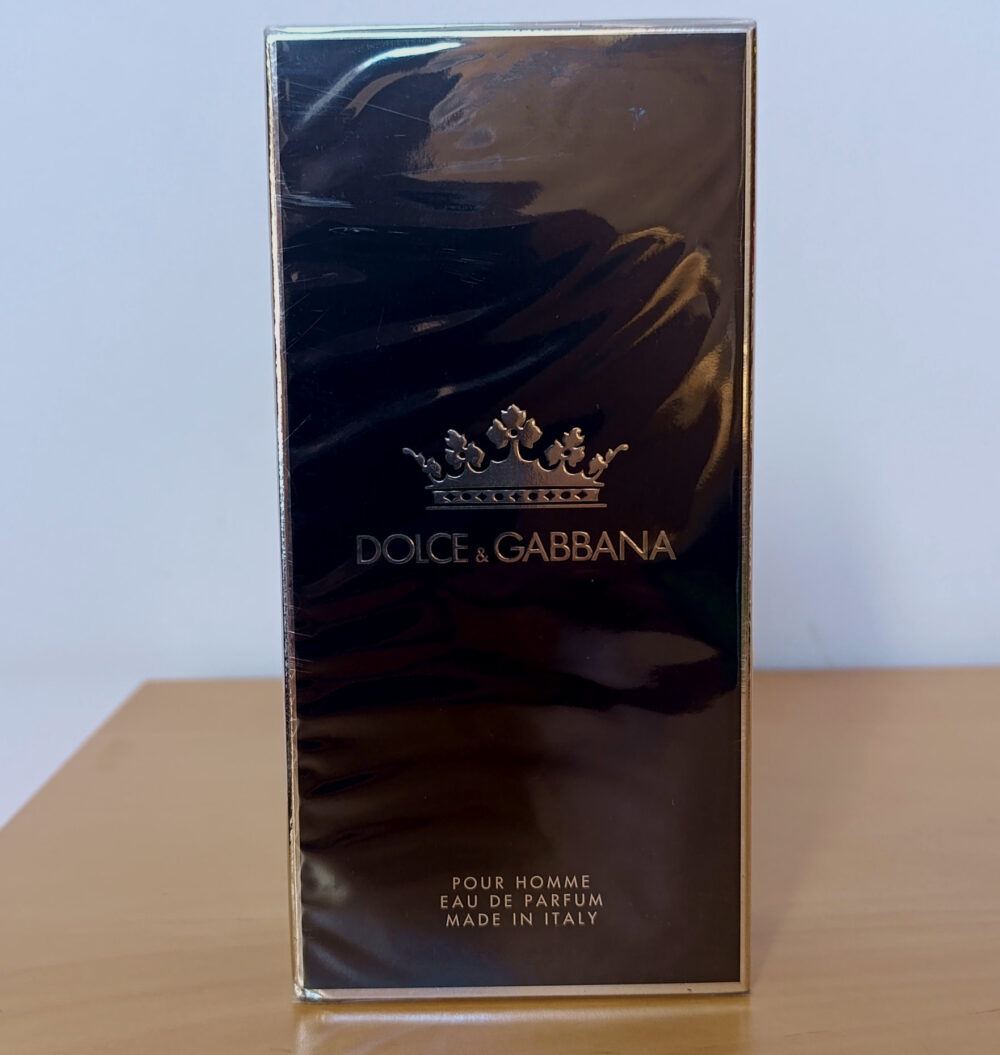 DOLCE & GABBANA
POUR HOMME
EAU DE PARFUM
MADE IN ITALY